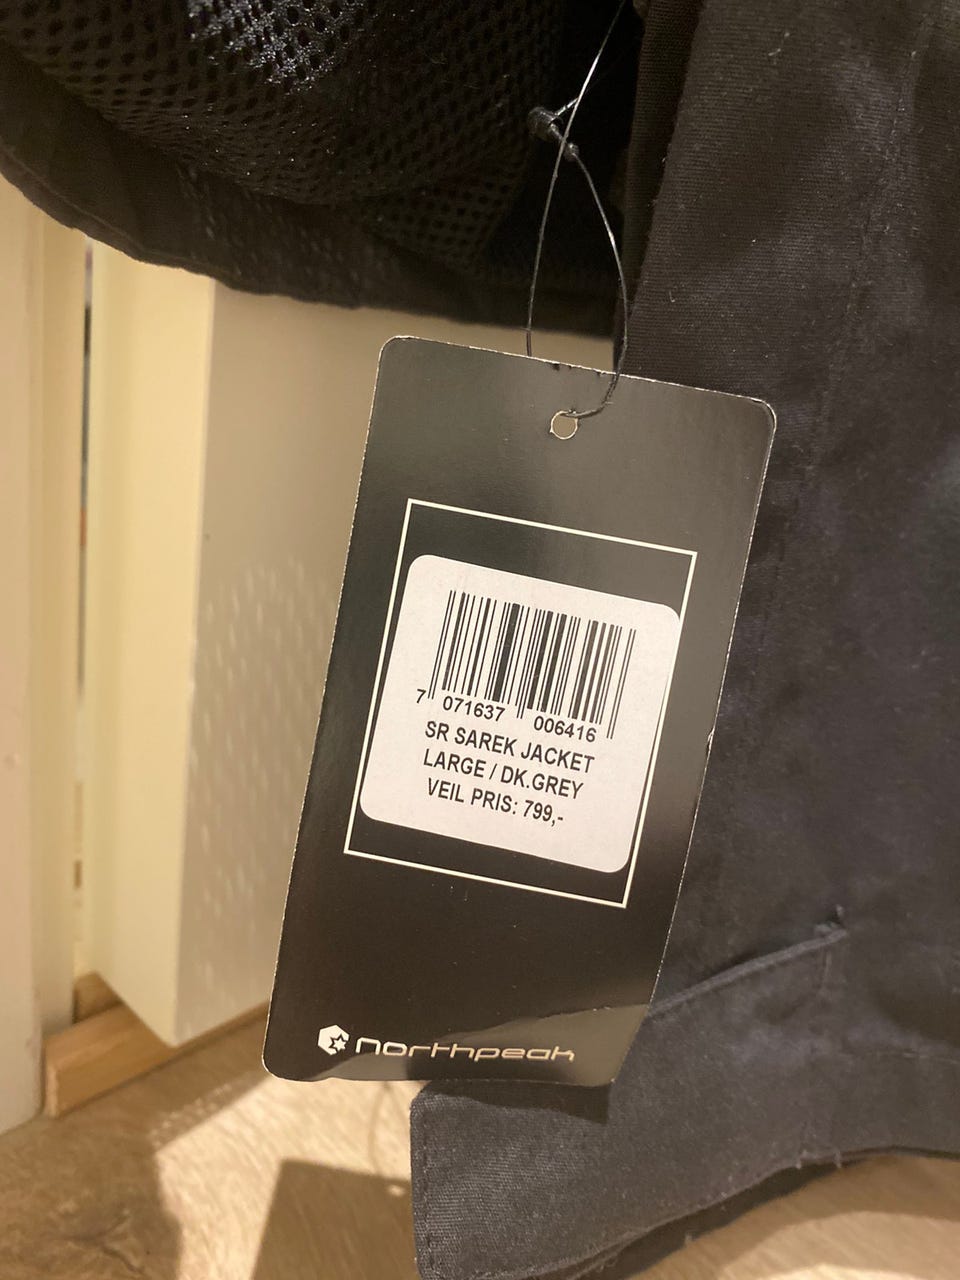 7 071637 006416
SR SAREK JACKET
LARGE / DK.GREY
VEIL PRIS: 799,-
northpeak